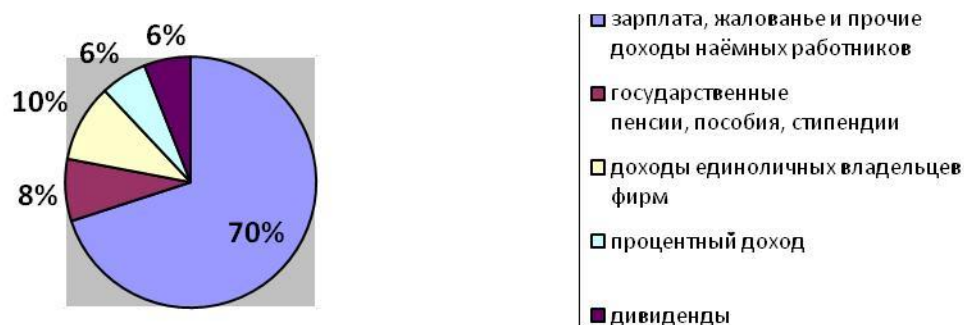 6%
6%
10%
8%
70%
зарплата, жалованье и прочие
доходы наёмных работников
государственные
пенсии, пособия, стипендии
доходы единоличных владельцев
фирм
процентный доход
дивиденды